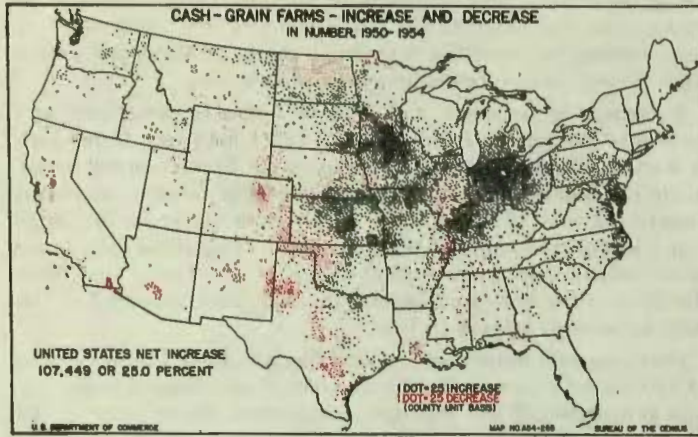 CASH-GRAIN FARMS-INCREASE AND DECREASE
IN NUMBER, 1950-1954
UNITED STATES NET INCREASE
107,449 OR 25.0 PERCENT
1 DOT=25 INCREASE
1 DOT=25 DECREASE
(COUNTY UNIT BASIS)
U.S. DEPARTMENT OF COMMERCE
MAP NO. A54-255
BUREAU OF THE CENSUS